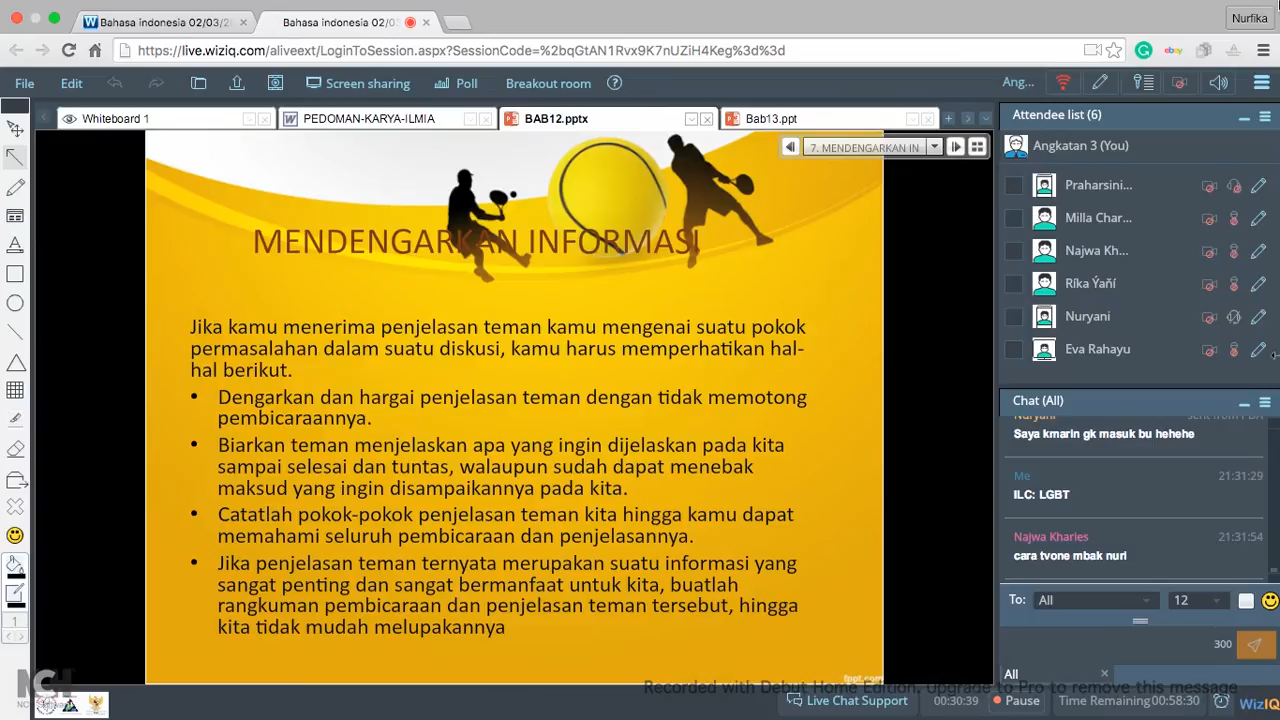 Bahasa indonesia 02/03/2
Bahasa indonesia 02/03
Nurfika
https://live.wiziq.com/aliveext/LoginToSession.aspx?SessionCode=%2bqGtAN1Rvx9K7nUZiH4Keg%3d%3d
ebay
File Edit Screen sharing Poll Breakout room Ang...
Whiteboard 1
PEDOMAN-KARYA-ILMIA
BAB12.pptx
Bab13.ppt
7. MENDENGARKAN IN
MENDENGARKAN INFORMASI
Jika kamu menerima penjelasan teman kamu mengenai suatu pokok
permasalahan dalam suatu diskusi, kamu harus memperhatikan hal-
hal berikut.
• Dengarkan dan hargai penjelasan teman dengan tidak memotong
pembicaraannya.
• Biarkan teman menjelaskan apa yang ingin dijelaskan pada kita
sampai selesai dan tuntas, walaupun sudah dapat menebak
maksud yang ingin disampaikannya pada kita.
• Catatlah pokok-pokok penjelasan teman kita hingga kamu dapat
memahami seluruh pembicaraan dan penjelasannya.
• Jika penjelasan teman ternyata merupakan suatu informasi yang
sangat penting dan sangat bermanfaat untuk kita, buatlah
rangkuman pembicaraan dan penjelasan teman tersebut, hingga
kita tidak mudah melupakannya
fppt.com
Attendee list (6)
Angkatan 3 (You)
Praharsini...
Milla Char...
Najwa Kh...
Rika Ýaňí
Nuryani
Eva Rahayu
Chat (All)
Nuryani
Saya kmarin gk masuk bu hehehe
Me 21:31:29
ILC: LGBT
Najwa Kharies 21:31:54
cara tvone mbak nurl
To: All 12
300
All
1
NCH
Recorded with Debut Home Edition. Upgrade to Pro to remove this message
Live Chat Support 00:30:39 Pause Time Remaining 00:58:30 WizIQ